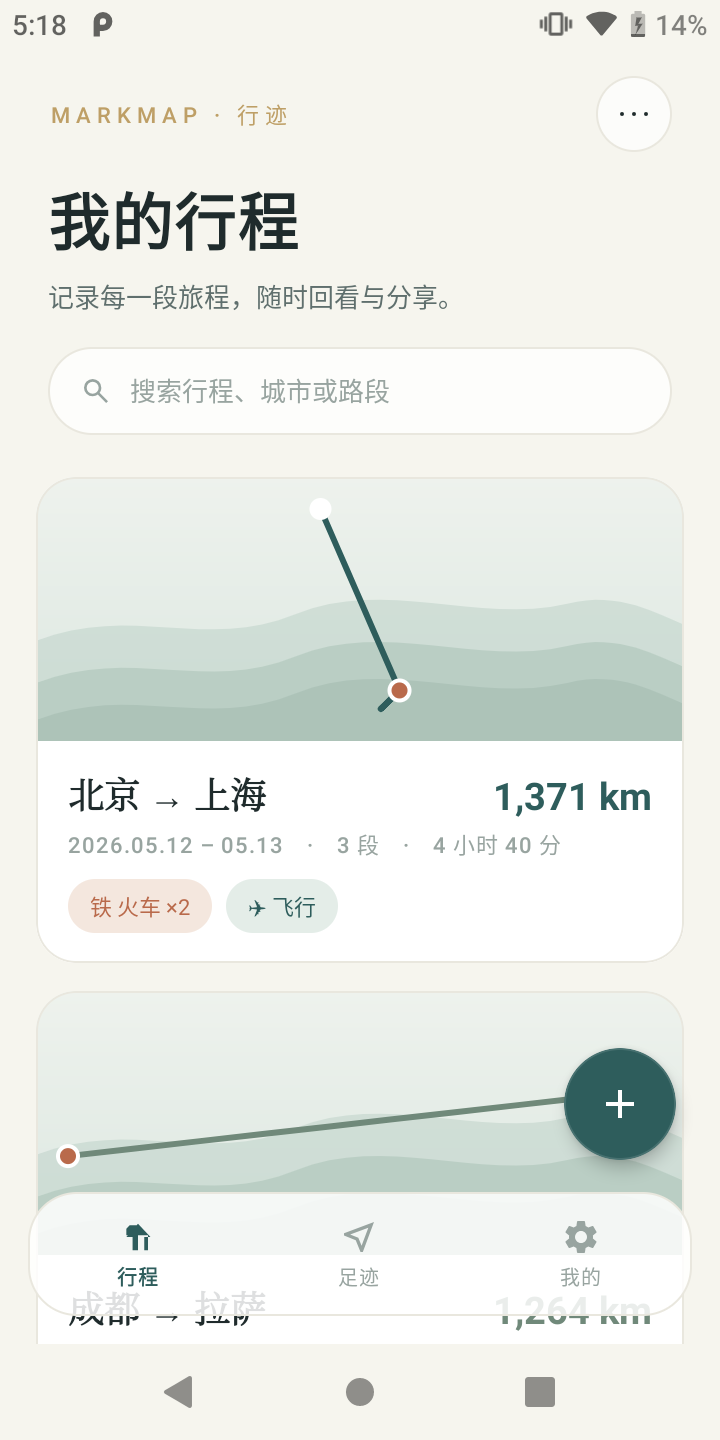 5:18
14%
MARKMAP · 行迹
我的行程
记录每一段旅程，随时回看与分享。
搜索行程、城市或路段
北京 → 上海
1,371 km
2026.05.12 – 05.13 · 3 段 · 4 小时 40 分
铁 火车 ×2
✈ 飞行
+
行程
足迹
我的
成都 → 拉萨
1,264 km